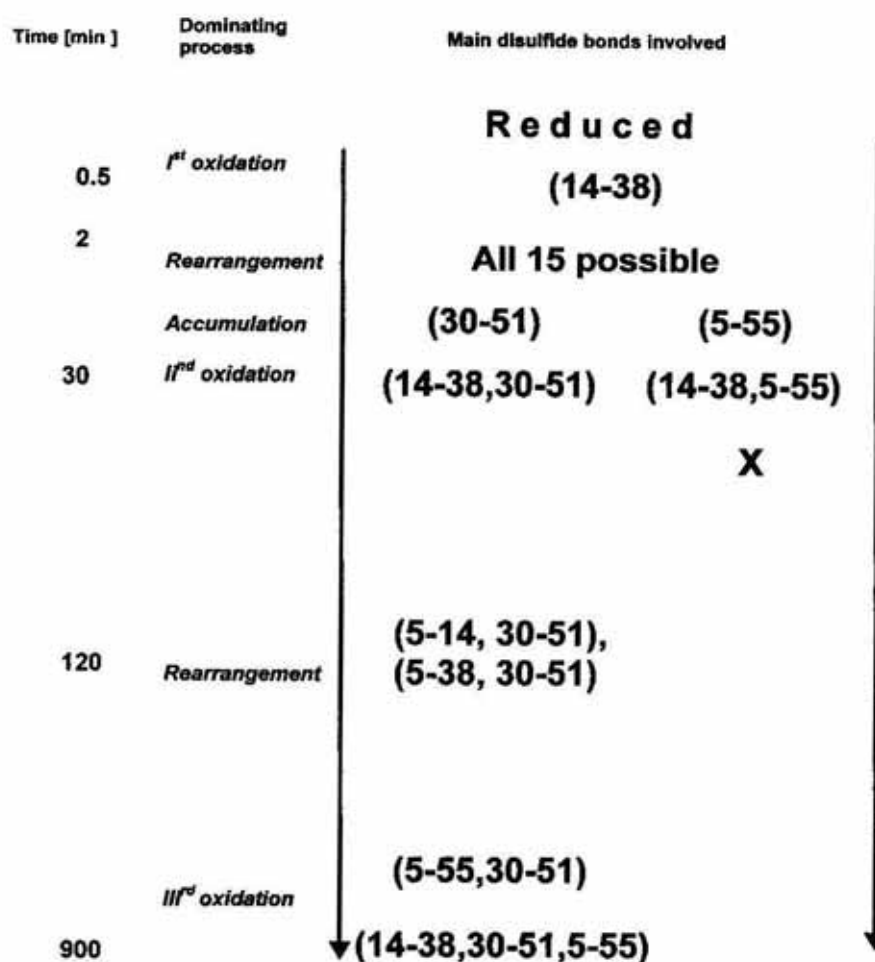 Time [min ] Dominating process Main disulfide bonds involved
Reduced
0.5 Iˢᵗ oxidation (14-38)
2
Rearrangement All 15 possible
Accumulation (30-51) (5-55)
30 IIⁿᵈ oxidation (14-38,30-51) (14-38,5-55)
X
(5-14, 30-51),
120 Rearrangement (5-38, 30-51)
(5-55,30-51)
IIIʳᵈ oxidation
900 (14-38,30-51,5-55)